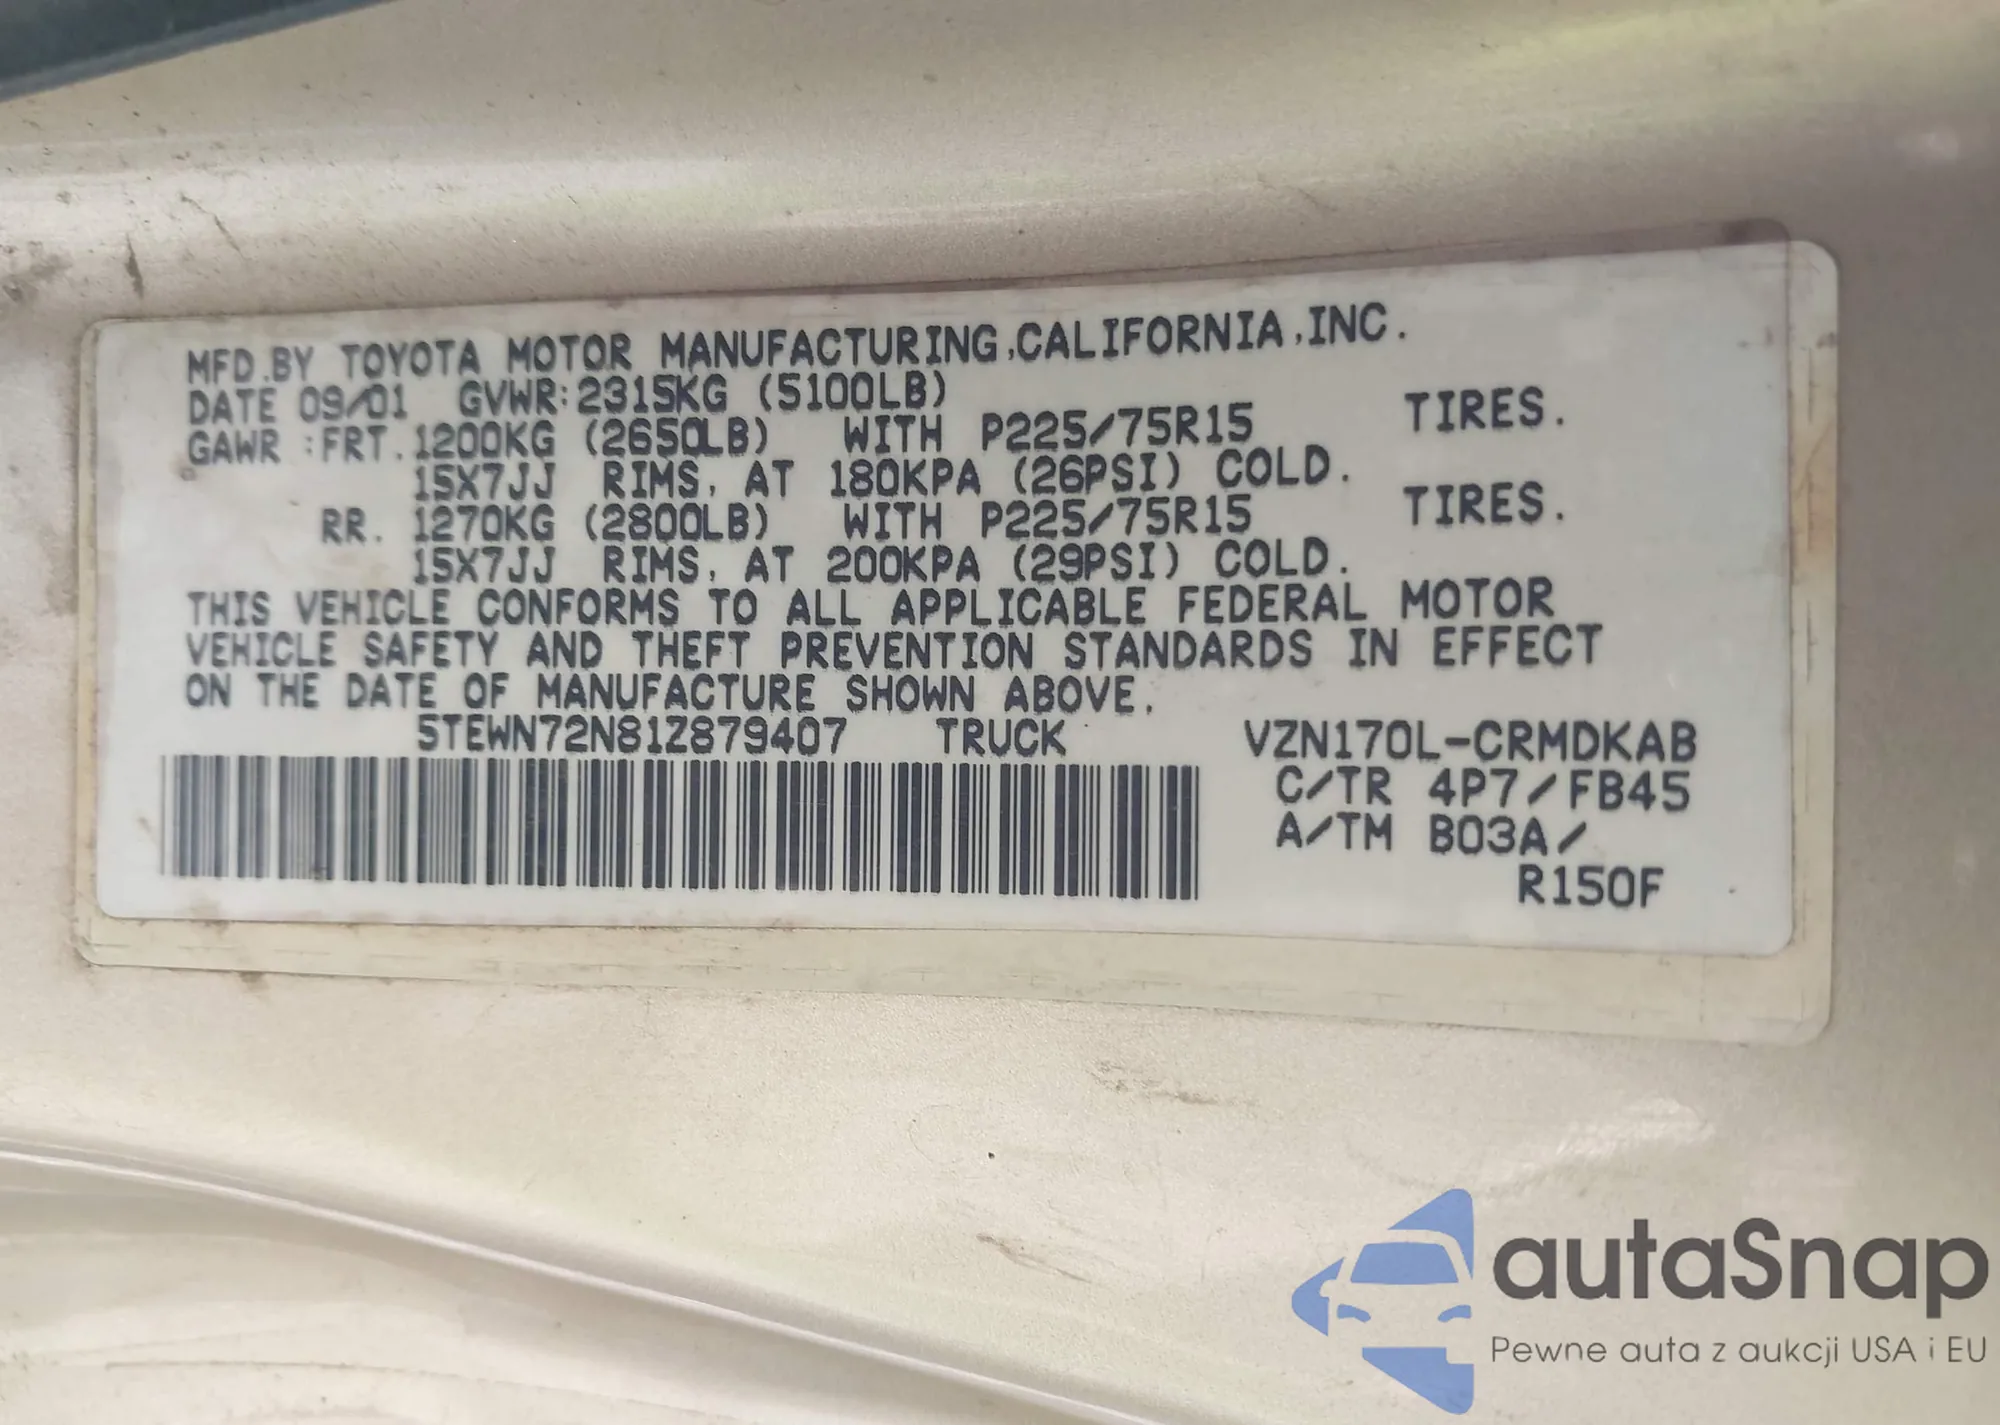 MFD.BY TOYOTA MOTOR MANUFACTURING,CALIFORNIA,INC.
DATE 09/01 GVWR:2315KG (5100LB)
GAWR :FRT. 1200KG (2650LB) WITH P225/75R15 TIRES.
15X7JJ RIMS, AT 180KPA (26PSI) COLD.
RR. 1270KG (2800LB) WITH P225/75R15 TIRES.
15X7JJ RIMS, AT 200KPA (29PSI) COLD.
THIS VEHICLE CONFORMS TO ALL APPLICABLE FEDERAL MOTOR
VEHICLE SAFETY AND THEFT PREVENTION STANDARDS IN EFFECT
ON THE DATE OF MANUFACTURE SHOWN ABOVE.
5TEWN72N81Z879407 TRUCK VZN170L-CRMDKAB
C/TR 4P7/FB45
A/TM B03A/
R150F
autaSnap
Pewne auta z aukcji USA i EU